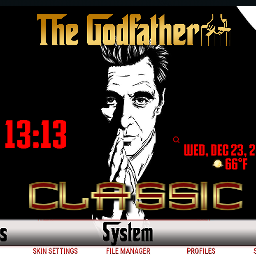 The Godfather
13:13
WED, DEC 23, 2
66°F
CLASSIC
s System
SKIN SETTINGS FILE MANAGER PROFILES S